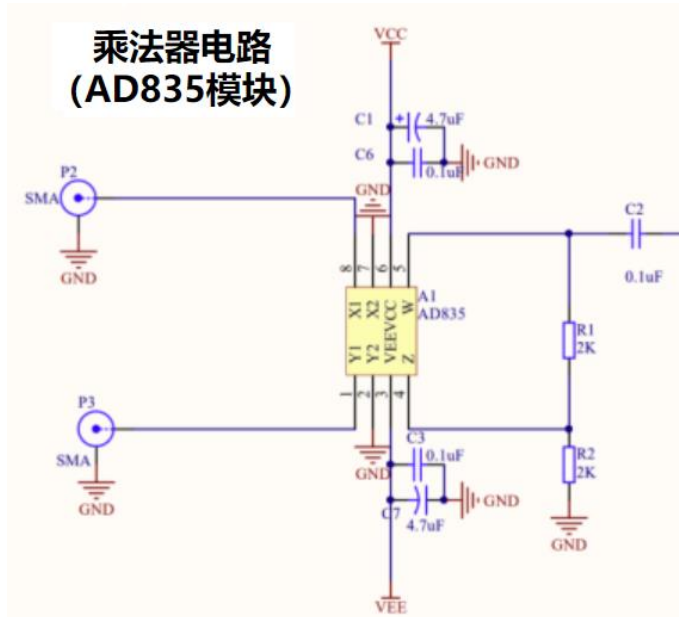 乘法器电路
（AD835模块）
VCC
C1
+
4.7uF
C6
0.1uF
GND
P2
SMA
GND
GND
C2
0.1uF
8
7
6
5
X1
X2
VCC
W
A1
AD835
Y1
Y2
VEE
Z
1
2
3
4
R1
2K
P3
SMA
GND
C3
0.1uF
GND
C7
4.7uF
GND
R2
2K
GND
VEE